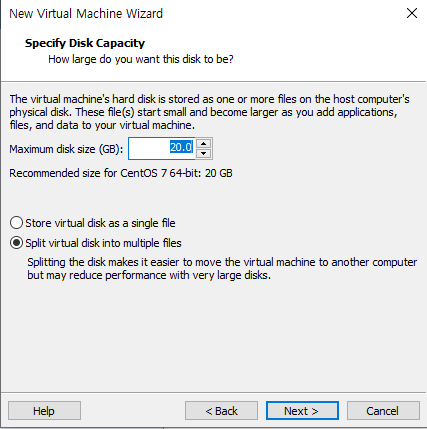 New Virtual Machine Wizard
Specify Disk Capacity
How large do you want this disk to be?
The virtual machine's hard disk is stored as one or more files on the host computer's
physical disk. These file(s) start small and become larger as you add applications,
files, and data to your virtual machine.
Maximum disk size (GB): 20.0
Recommended size for CentOS 7 64-bit: 20 GB
Store virtual disk as a single file
Split virtual disk into multiple files
Splitting the disk makes it easier to move the virtual machine to another computer
but may reduce performance with very large disks.
Help < Back Next > Cancel